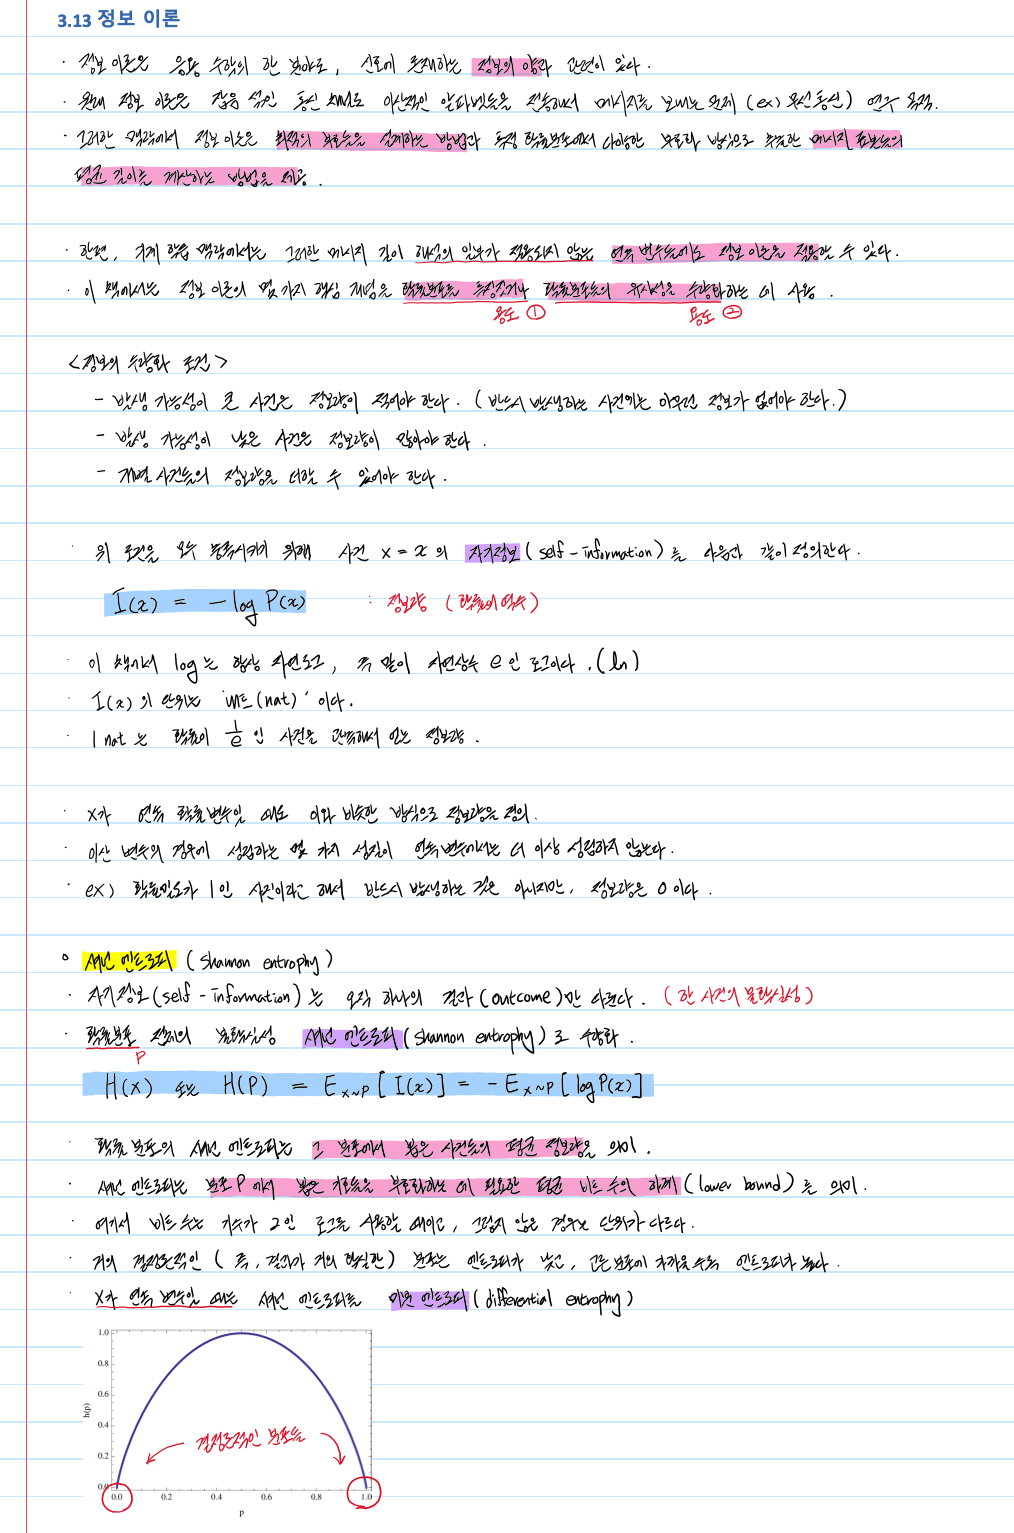 3.13 정보 이론
· 정보 이론은 응용 수학의 한 분야로, 신호에 존재하는 정보의 양과 관련이 있다.
· 원래 정보 이론은 잡음 섞인 통신 채널로 이산적인 알파벳들을 전송해서 메시지를 보내는 문제 (ex) 무선통신) 연구 목적.
· 그러한 맥락에서 정보 이론은 최적의 부호들을 설계하는 방법과 특정 확률분포에서 다양한 부호화 방식으로 추출한 메시지 표본들의
평균 길이를 계산하는 방법을 제공.
· 한편, 기계 학습 맥락에서는 그러한 메시지 길이 해석의 일부가 적용되지 않는 연속 변수들에도 정보 이론을 적용할 수 있다.
· 이 책에서는 정보 이론의 몇 가지 핵심 개념을 확률분포를 특징짓거나 확률분포들의 유사성을 수량화하는 데 사용.
용도 ① 용도 ②
<정보의 수량화 조건>
- 발생 가능성이 큰 사건은 정보량이 적어야 한다. (반드시 발생하는 사건에는 아무런 정보가 없어야 한다.)
- 발생 가능성이 낮은 사건은 정보량이 많아야 한다.
- 개별 사건들의 정보량을 더할 수 있어야 한다.
· 위 조건을 모두 충족시키기 위해 사건 x = x 의 자기정보 (self-information)를 다음과 같이 정의한다.
I(x) = -log P(x) : 정보량 (확률의 역수)
· 이 책에서 log는 항상 자연로그, 즉 밑이 자연상수 e인 로그이다. (ln)
· I(x)의 단위는 '내트(nat)' 이다.
· 1 nat 는 확률이 1/e 인 사건을 관측해서 얻는 정보량.
· x가 연속 확률변수일 때도 이와 비슷한 방식으로 정보량을 정의.
· 이산 변수의 경우에 성립하는 몇 가지 성질이 연속변수에서는 더 이상 성립하지 않는다.
· ex) 확률밀도가 1인 사건이라고 해서 반드시 발생하는 것은 아니지만, 정보량은 0이다.
∘ 섀넌 엔트로피 (Shannon entrophy)
· 자기정보(self-information)는 오직 하나의 결과(outcome)만 다룬다. (한 사건의 불확실성)
· 확률분포 전체의 불확실성 섀넌 엔트로피(Shannon entrophy)로 수량화.
P
H(x) 또는 H(P) = E x~P [I(x)] = -E x~P [log P(x)]
· 확률 분포의 섀넌 엔트로피는 그 분포에서 뽑은 사건들의 평균 정보량을 의미.
· 섀넌 엔트로피는 분포 P에서 뽑은 기호들을 부호화하는 데 필요한 평균 비트 수의 하계(lower bound)를 의미.
· 여기서 비트 수는 기수가 2인 로그를 사용할 때이고, 그렇지 않은 경우는 단위가 다르다.
· 거의 결정론적인 (즉, 결과가 거의 확실한) 분포는 엔트로피가 낮고, 고른 분포에 가까울수록 엔트로피가 높다.
· x가 연속 변수일 때는 섀넌 엔트로피를 미분 엔트로피(differential entrophy)
1.0
0.8
0.6
h(p)
0.4
결정론적인 분포들
0.2
0.0
0.0 0.2 0.4 0.6 0.8 1.0
p